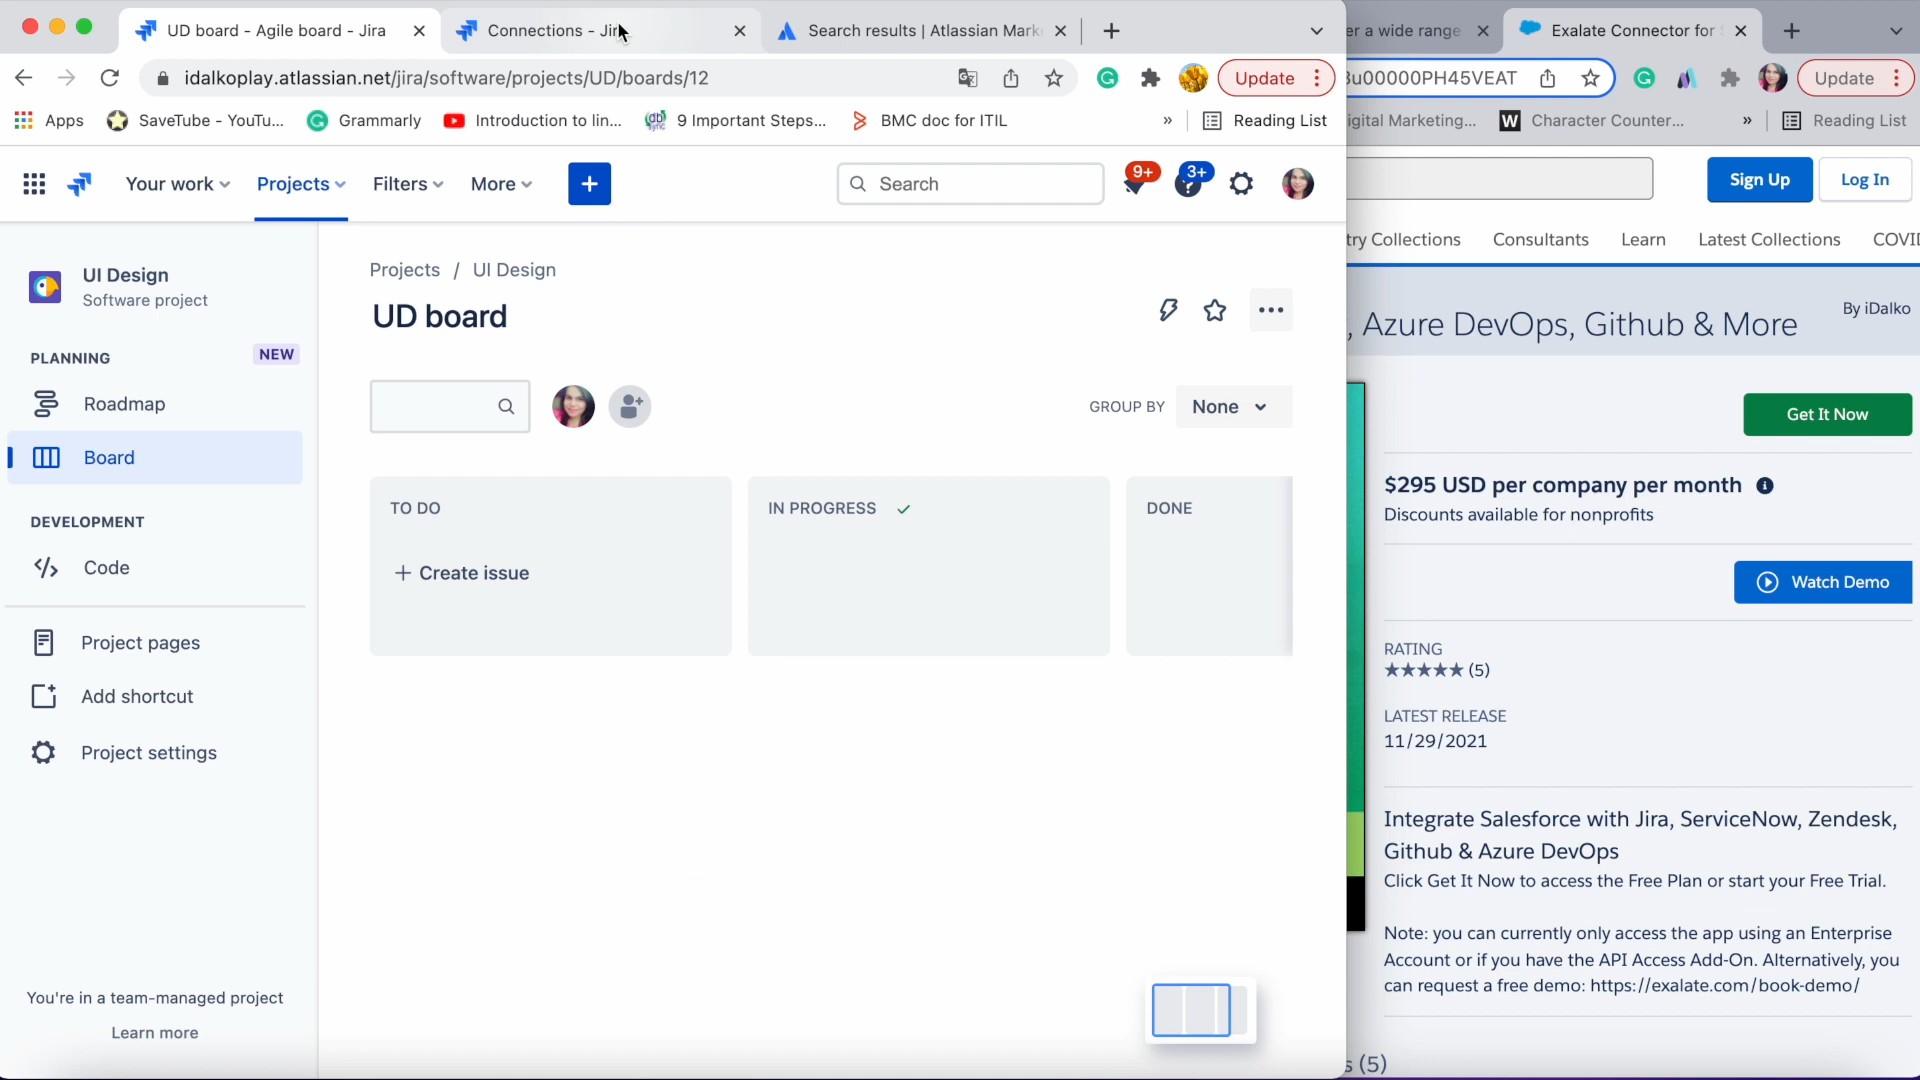 UD board - Agile board - Jira
Connections - Jir
Search results | Atlassian Mark
er a wide range
Exalate Connector for
idalkoplay.atlassian.net/jira/software/projects/UD/boards/12
Update
3u00000PH45VEAT
Update
Apps
SaveTube - YouTu...
Grammarly
Introduction to lin...
9 Important Steps...
BMC doc for ITIL
»
Reading List
igital Marketing...
Character Counter...
»
Reading List
Your work
Projects
Filters
More
+
Search
9+
3+
Sign Up
Log In
try Collections
Consultants
Learn
Latest Collections
COVI
UI Design
Software project
Projects / UI Design
UD board
, Azure DevOps, Github & More
By iDalko
PLANNING
NEW
Roadmap
Board
GROUP BY
None
Get It Now
$295 USD per company per month
Discounts available for nonprofits
DEVELOPMENT
Code
TO DO
+ Create issue
IN PROGRESS
DONE
Watch Demo
Project pages
Add shortcut
Project settings
RATING
★★★★★ (5)
LATEST RELEASE
11/29/2021
Integrate Salesforce with Jira, ServiceNow, Zendesk,
Github & Azure DevOps
Click Get It Now to access the Free Plan or start your Free Trial.
Note: you can currently only access the app using an Enterprise
Account or if you have the API Access Add-On. Alternatively, you
can request a free demo: https://exalate.com/book-demo/
You're in a team-managed project
Learn more
s (5)